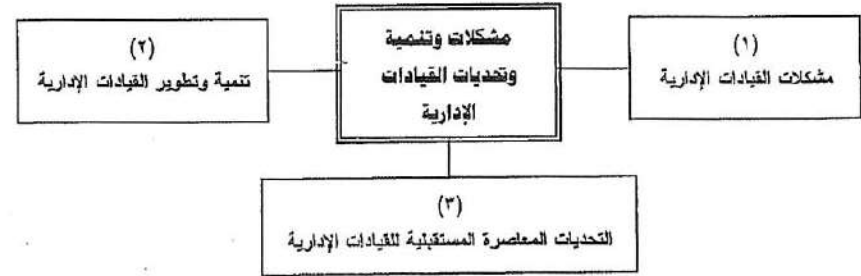 مشكلات وتنمية
وتحديات القيادات
الإدارية
(١)
مشكلات القيادات الإدارية
(٢)
تنمية وتطوير القيادات الإدارية
(٣)
التحديات المعاصرة المستقبلية للقيادات الإدارية